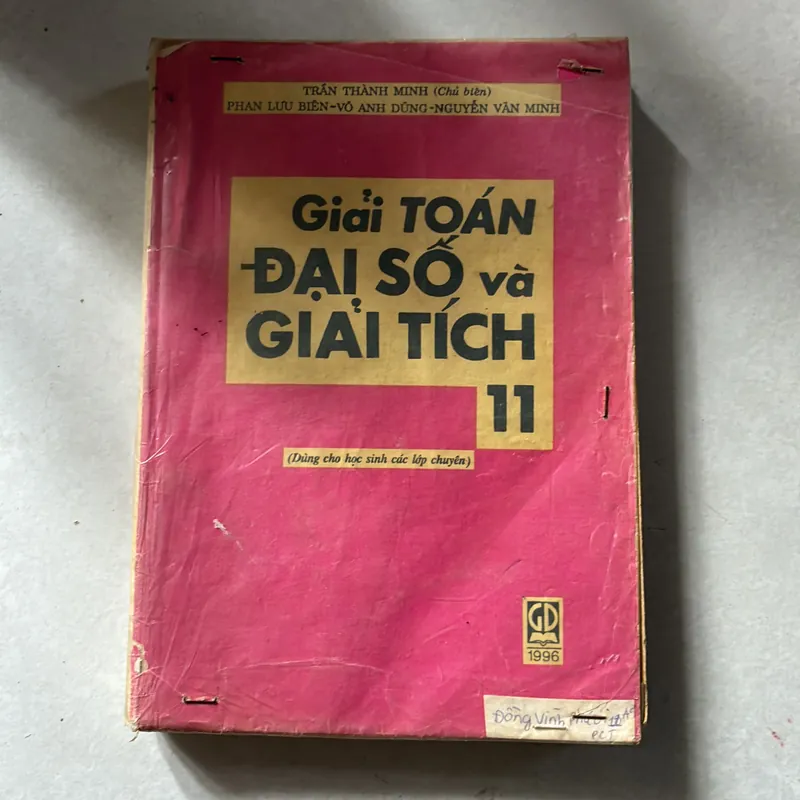 TRẦN THÀNH MINH (Chủ biên)
PHAN LƯU BIÊN-VÕ ANH DŨNG-NGUYỄN VĂN MINH
Giải TOÁN
ĐẠI SỐ và
GIẢI TÍCH
11
(Dùng cho học sinh các lớp chuyên)
GD
1996
Đồng Vĩnh